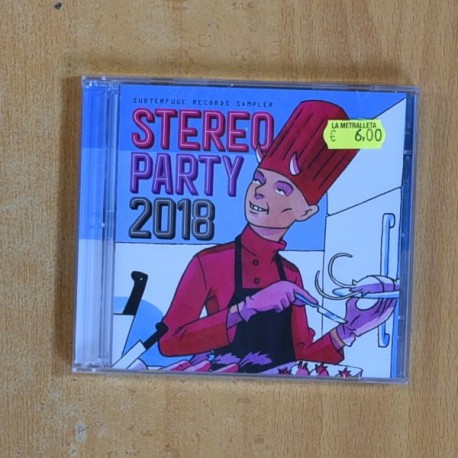 SUBTERFUGE RECORDS SAMPLER
STEREO
PARTY
2018
LA METRALLETA
€ 6,00